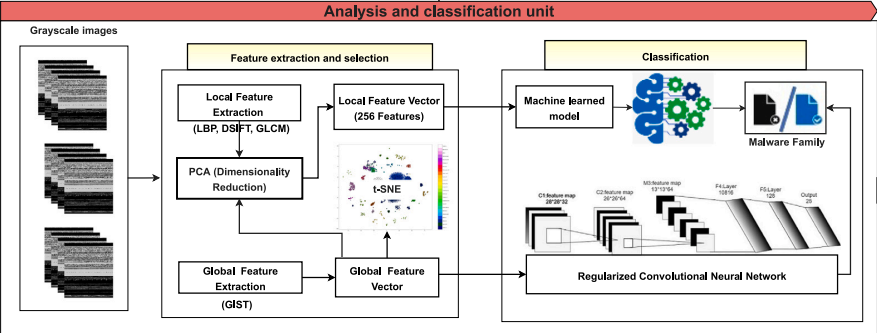 Analysis and classification unit
Grayscale images
Feature extraction and selection
Classification
Local Feature
Extraction
(LBP, DSIFT, GLCM)
Local Feature Vector
(256 Features)
Machine learned
model
Malware Family
PCA (Dimensionality
Reduction)
t-SNE
C1:feature map
28*28*32
C2:feature map
26*26*64
M3:feature map
13*13*64
F4:Layer
10816
F5:Layer
128
Output
25
Global Feature
Extraction
(GIST)
Global Feature
Vector
Regularized Convolutional Neural Network